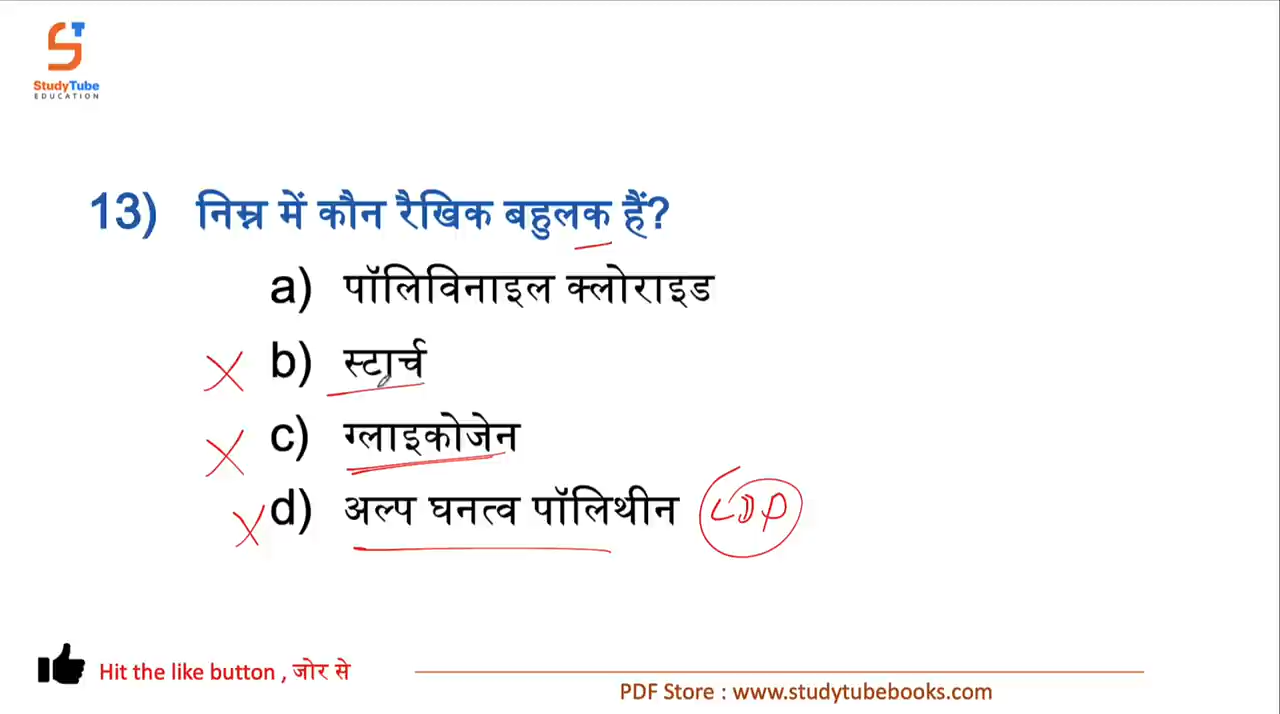 StudyTube
EDUCATION
13) निम्न में कौन रैखिक बहुलक हैं?
a) पॉलिविनाइल क्लोराइड
X b) स्टार्च
X c) ग्लाइकोजेन
X d) अल्प घनत्व पॉलिथीन LDP
Hit the like button , जोर से
PDF Store : www.studytubebooks.com